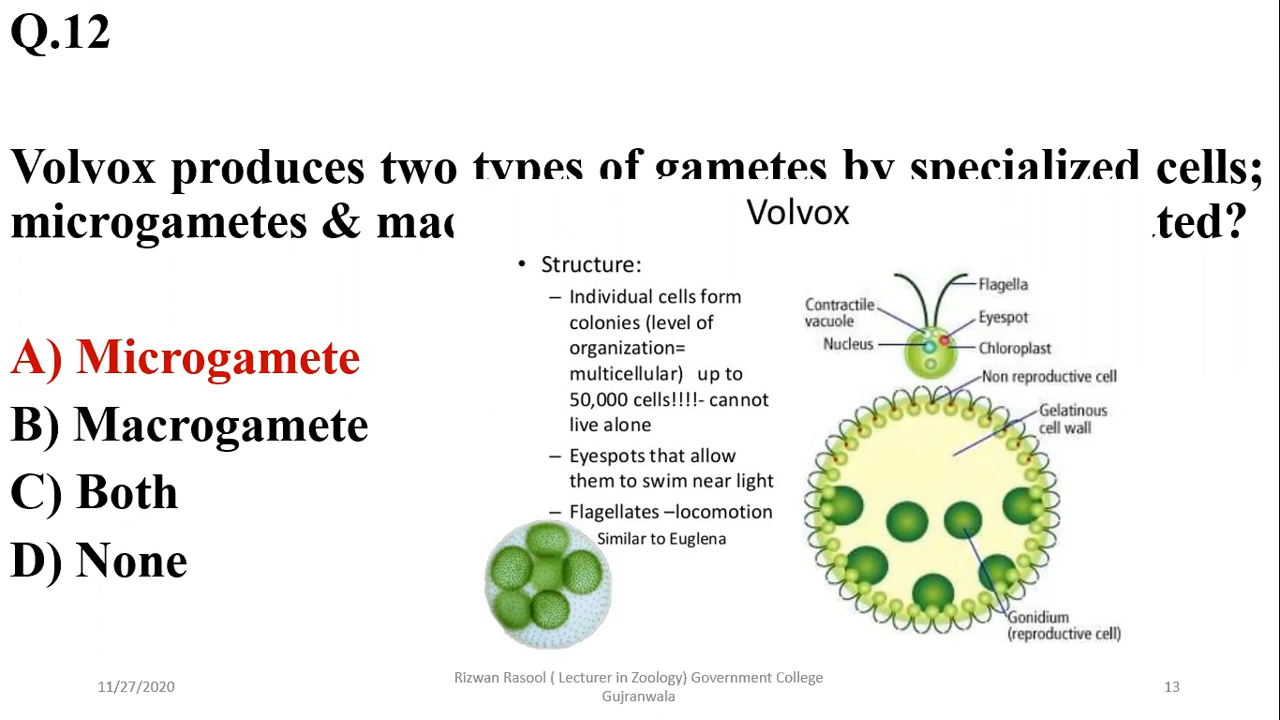 Q.12
Volvox produces two types of gametes by specialized cells;
microgametes & mac ted?
A) Microgamete
B) Macrogamete
C) Both
D) None
Volvox
• Structure:
– Individual cells form
colonies (level of
organization=
multicellular) up to
50,000 cells!!!!- cannot
live alone
– Eyespots that allow
them to swim near light
– Flagellates –locomotion
Similar to Euglena
Flagella
Contractile
vacuole
Eyespot
Nucleus
Chloroplast
Non reproductive cell
Gelatinous
cell wall
Gonidium
(reproductive cell)
11/27/2020
Rizwan Rasool ( Lecturer in Zoology) Government College
Gujranwala
13